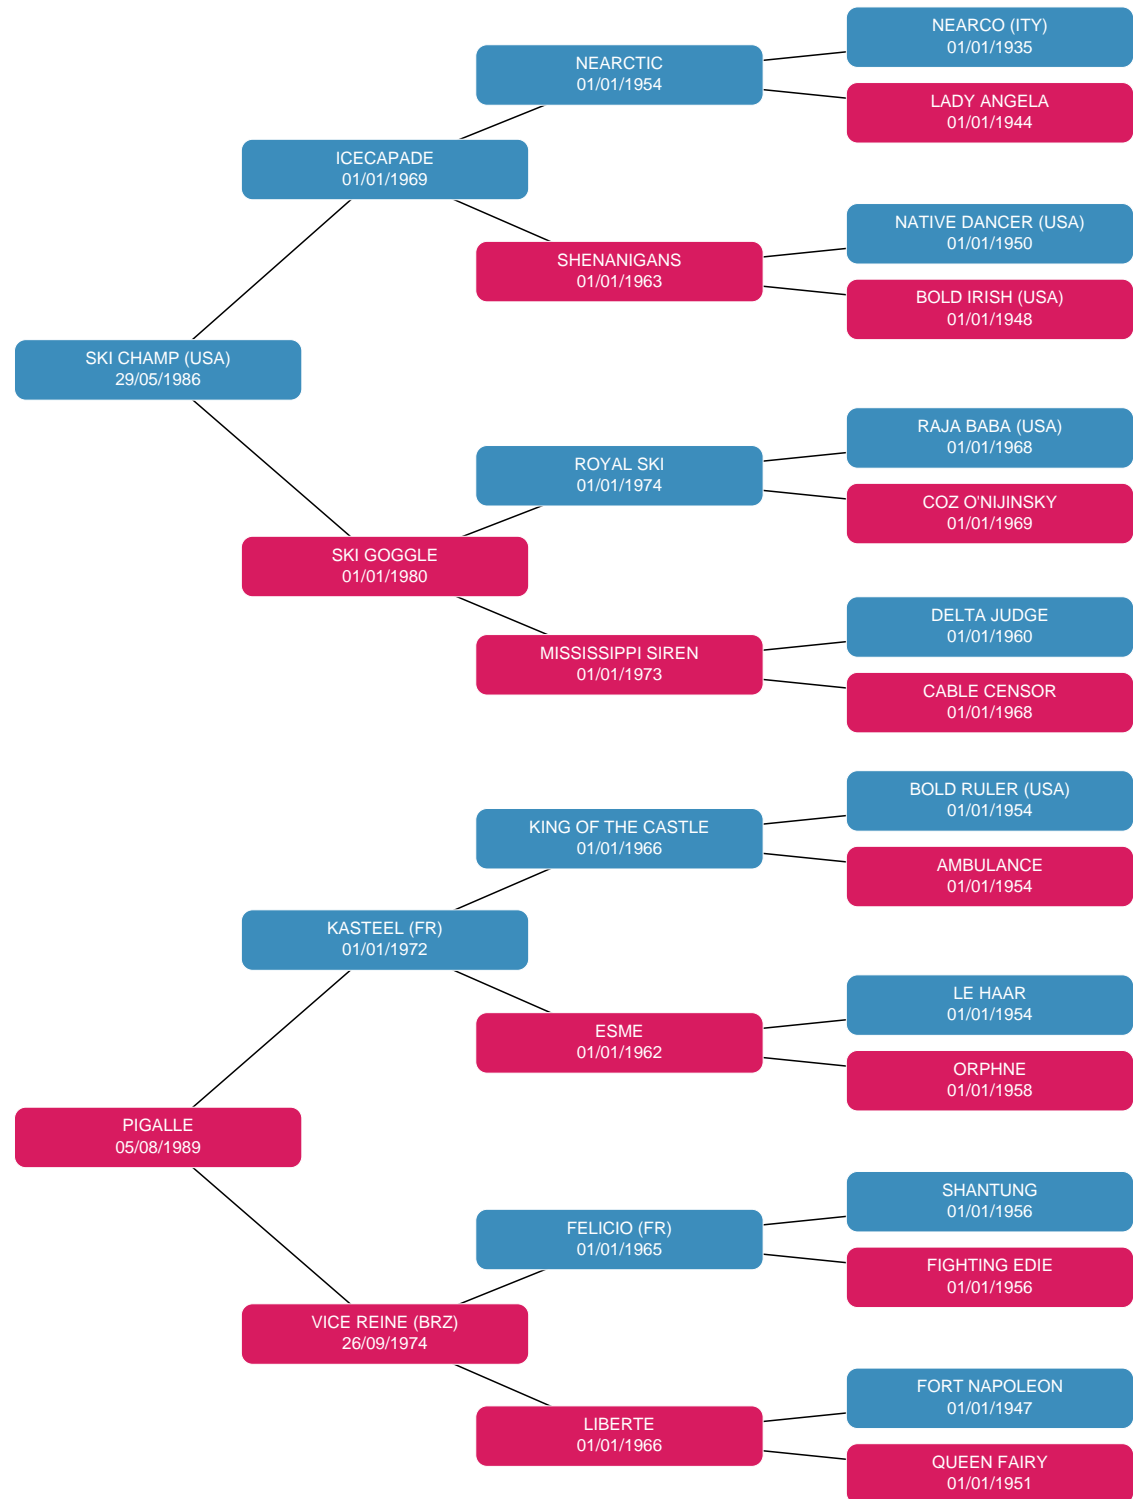 NEARCO (ITY)
01/01/1935
NEARCTIC
01/01/1954
LADY ANGELA
01/01/1944
ICECAPADE
01/01/1969
NATIVE DANCER (USA)
01/01/1950
SHENANIGANS
01/01/1963
BOLD IRISH (USA)
01/01/1948
SKI CHAMP (USA)
29/05/1986
RAJA BABA (USA)
01/01/1968
ROYAL SKI
01/01/1974
COZ O'NIJINSKY
01/01/1969
SKI GOGGLE
01/01/1980
DELTA JUDGE
01/01/1960
MISSISSIPPI SIREN
01/01/1973
CABLE CENSOR
01/01/1968
BOLD RULER (USA)
01/01/1954
KING OF THE CASTLE
01/01/1966
AMBULANCE
01/01/1954
KASTEEL (FR)
01/01/1972
LE HAAR
01/01/1954
ESME
01/01/1962
ORPHNE
01/01/1958
PIGALLE
05/08/1989
SHANTUNG
01/01/1956
FELICIO (FR)
01/01/1965
FIGHTING EDIE
01/01/1956
VICE REINE (BRZ)
26/09/1974
FORT NAPOLEON
01/01/1947
LIBERTE
01/01/1966
QUEEN FAIRY
01/01/1951